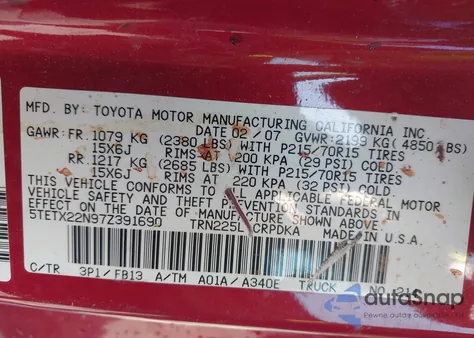 MFD. BY: TOYOTA MOTOR MANUFACTURING CALIFORNIA INC.
DATE 02/07 GVWR: 2199 KG (4850 LBS)
GAWR: FR. 1079 KG (2380 LBS) WITH P215/70R15 TIRES
15X6J RIMS AT 200 KPA (29 PSI) COLD
RR. 1217 KG (2685 LBS) WITH P215/70R15 TIRES
15X6J RIMS AT 220 KPA (32 PSI) COLD.
THIS VEHICLE CONFORMS TO ALL APPLICABLE FEDERAL MOTOR
VEHICLE SAFETY AND THEFT PREVENTION STANDARDS IN
EFFECT ON THE DATE OF MANUFACTURE SHOWN ABOVE.
5TETX22N97Z391690 TRN225L CRPDKA MADE IN U.S.A.
C/TR 3P1/FB13 A/TM A01A/A340E TRUCK NO.
autoSnap
Pewne auto